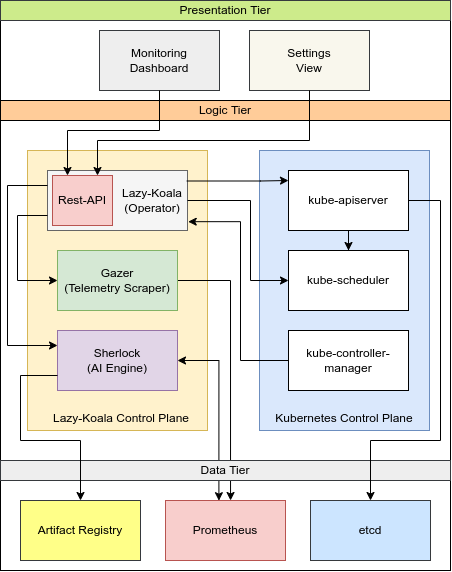 Presentation Tier
Monitoring
Dashboard
Settings
View
Logic Tier
Rest-API
Lazy-Koala
(Operator)
kube-apiserver
Gazer
(Telemetry Scraper)
kube-scheduler
Sherlock
(AI Engine)
kube-controller-
manager
Lazy-Koala Control Plane
Kubernetes Control Plane
Data Tier
Artifact Registry
Prometheus
etcd